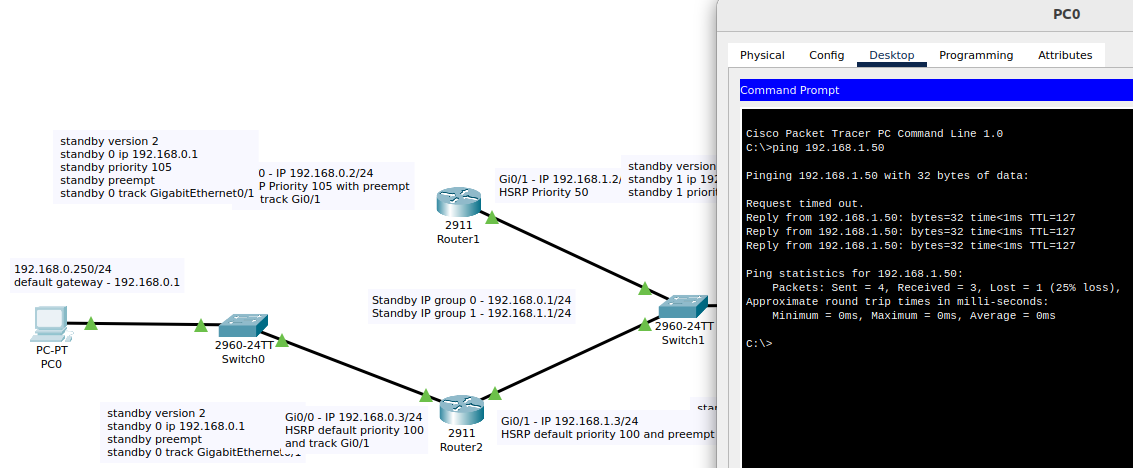 PC0
Physical Config Desktop Programming Attributes
Command Prompt
Cisco Packet Tracer PC Command Line 1.0
C:\>ping 192.168.1.50
Pinging 192.168.1.50 with 32 bytes of data:
Request timed out.
Reply from 192.168.1.50: bytes=32 time<1ms TTL=127
Reply from 192.168.1.50: bytes=32 time<1ms TTL=127
Reply from 192.168.1.50: bytes=32 time<1ms TTL=127
Ping statistics for 192.168.1.50:
Packets: Sent = 4, Received = 3, Lost = 1 (25% loss),
Approximate round trip times in milli-seconds:
Minimum = 0ms, Maximum = 0ms, Average = 0ms
C:\>
standby version 2
standby 0 ip 192.168.0.1
standby priority 105
standby preempt
standby 0 track GigabitEthernet0/1
0 - IP 192.168.0.2/24
P Priority 105 with preempt
track Gi0/1
2911
Router1
Gi0/1 - IP 192.168.1.2/
HSRP Priority 50
standby version
standby 1 ip 192
standby 1 priorit
192.168.0.250/24
default gateway - 192.168.0.1
PC-PT
PC0
2960-24TT
Switch0
Standby IP group 0 - 192.168.0.1/24
Standby IP group 1 - 192.168.1.1/24
2960-24TT
Switch1
standby version 2
standby 0 ip 192.168.0.1
standby preempt
standby 0 track GigabitEthernet0/1
Gi0/0 - IP 192.168.0.3/24
HSRP default priority 100
and track Gi0/1
2911
Router2
Gi0/1 - IP 192.168.1.3/24
HSRP default priority 100 and preempt